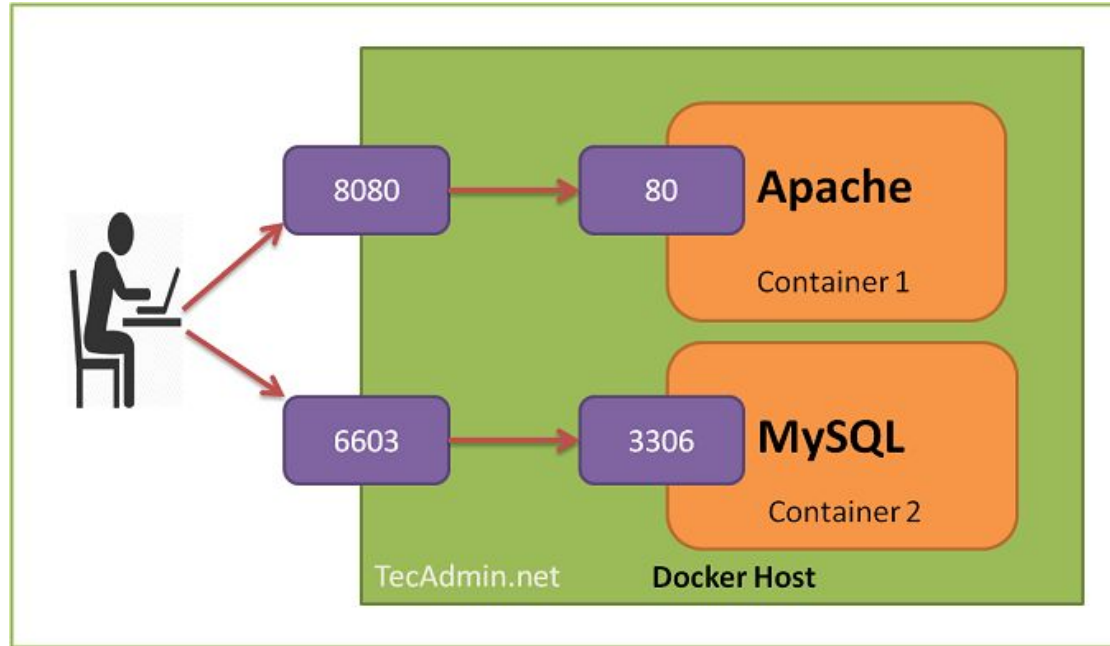 8080
80
Apache
Container 1
6603
3306
MySQL
Container 2
TecAdmin.net
Docker Host